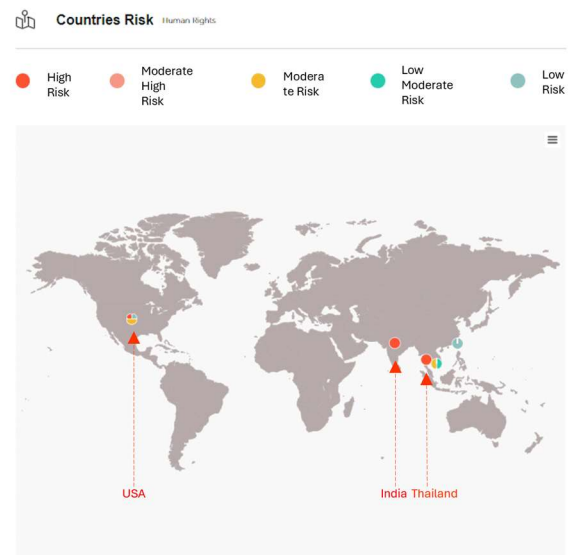 Countries Risk Human Rights
High
Risk
Moderate
High
Risk
Modera
te Risk
Low
Moderate
Risk
Low
Risk
USA
India Thailand